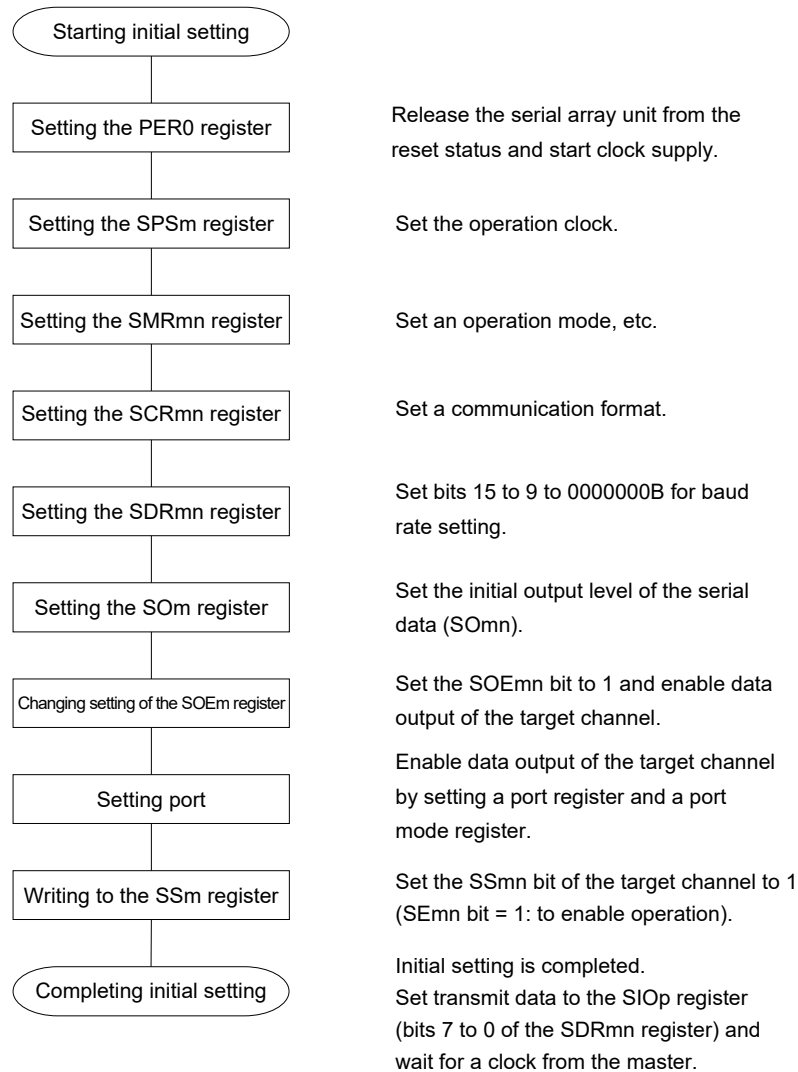 Starting initial setting
Setting the PER0 register
Release the serial array unit from the
reset status and start clock supply.
Setting the SPSm register
Set the operation clock.
Setting the SMRmn register
Set an operation mode, etc.
Setting the SCRmn register
Set a communication format.
Setting the SDRmn register
Set bits 15 to 9 to 0000000B for baud
rate setting.
Setting the SOm register
Set the initial output level of the serial
data (SOmn).
Changing setting of the SOEm register
Set the SOEmn bit to 1 and enable data
output of the target channel.
Setting port
Enable data output of the target channel
by setting a port register and a port
mode register.
Writing to the SSm register
Set the SSmn bit of the target channel to 1
(SEmn bit = 1: to enable operation).
Completing initial setting
Initial setting is completed.
Set transmit data to the SIOp register
(bits 7 to 0 of the SDRmn register) and
wait for a clock from the master.